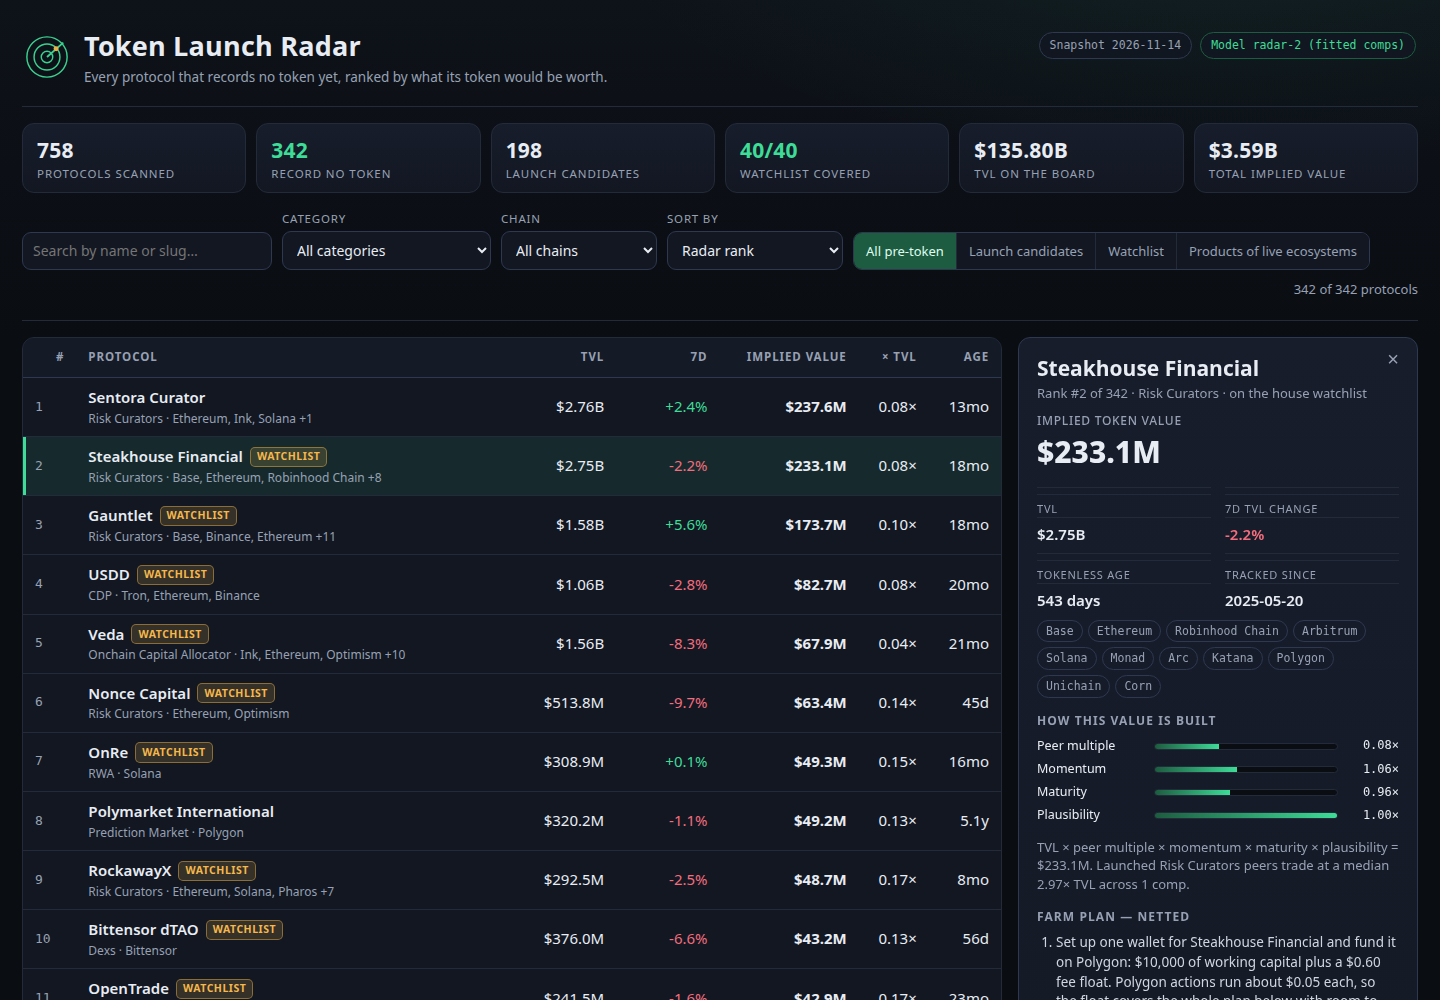 Token Launch Radar
Every protocol that records no token yet, ranked by what its token would be worth.
Snapshot 2026-11-14
Model radar-2 (fitted comps)
758
PROTOCOLS SCANNED
342
RECORD NO TOKEN
198
LAUNCH CANDIDATES
40/40
WATCHLIST COVERED
$135.80B
TVL ON THE BOARD
$3.59B
TOTAL IMPLIED VALUE
CATEGORY
CHAIN
SORT BY
Search by name or slug...
All categories
All chains
Radar rank
All pre-token
Launch candidates
Watchlist
Products of live ecosystems
342 of 342 protocols
# PROTOCOL TVL 7D IMPLIED VALUE × TVL AGE
1 Sentora Curator $2.76B +2.4% $237.6M 0.08× 13mo
Risk Curators · Ethereum, Ink, Solana +1
2 Steakhouse Financial WATCHLIST $2.75B -2.2% $233.1M 0.08× 18mo
Risk Curators · Base, Ethereum, Robinhood Chain +8
3 Gauntlet WATCHLIST $1.58B +5.6% $173.7M 0.10× 18mo
Risk Curators · Base, Binance, Ethereum +11
4 USDD WATCHLIST $1.06B -2.8% $82.7M 0.08× 20mo
CDP · Tron, Ethereum, Binance
5 Veda WATCHLIST $1.56B -8.3% $67.9M 0.04× 21mo
Onchain Capital Allocator · Ink, Ethereum, Optimism +10
6 Nonce Capital WATCHLIST $513.8M -9.7% $63.4M 0.14× 45d
Risk Curators · Ethereum, Optimism
7 OnRe WATCHLIST $308.9M +0.1% $49.3M 0.15× 16mo
RWA · Solana
8 Polymarket International $320.2M -1.1% $49.2M 0.13× 5.1y
Prediction Market · Polygon
9 RockawayX WATCHLIST $292.5M -2.5% $48.7M 0.17× 8mo
Risk Curators · Ethereum, Solana, Pharos +7
10 Bittensor dTAO WATCHLIST $376.0M -6.6% $43.2M 0.13× 56d
Dexs · Bittensor
11 OpenTrade WATCHLIST $241.5M -1.6% $42.9M 0.17× 23mo
Steakhouse Financial ×
Rank #2 of 342 · Risk Curators · on the house watchlist
IMPLIED TOKEN VALUE
$233.1M
TVL
$2.75B
7D TVL CHANGE
-2.2%
TOKENLESS AGE
543 days
TRACKED SINCE
2025-05-20
Base Ethereum Robinhood Chain Arbitrum
Solana Monad Arc Katana Polygon
Unichain Corn
HOW THIS VALUE IS BUILT
Peer multiple 0.08×
Momentum 1.06×
Maturity 0.96×
Plausibility 1.00×
TVL × peer multiple × momentum × maturity × plausibility =
$233.1M. Launched Risk Curators peers trade at a median
2.97× TVL across 1 comp.
FARM PLAN — NETTED
1. Set up one wallet for Steakhouse Financial and fund it
on Polygon: $10,000 of working capital plus a $0.60
fee float. Polygon actions run about $0.05 each, so
the float covers the whole plan below with room to